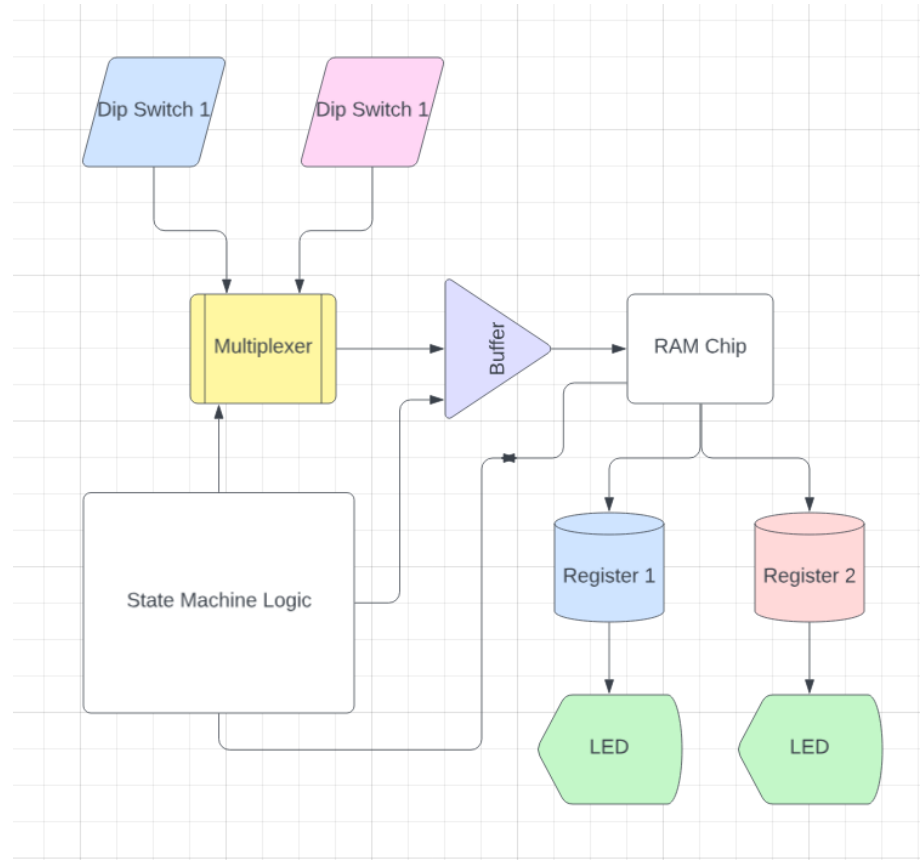 Dip Switch 1
Dip Switch 1
Multiplexer
Buffer
RAM Chip
State Machine Logic
Register 1
Register 2
LED
LED